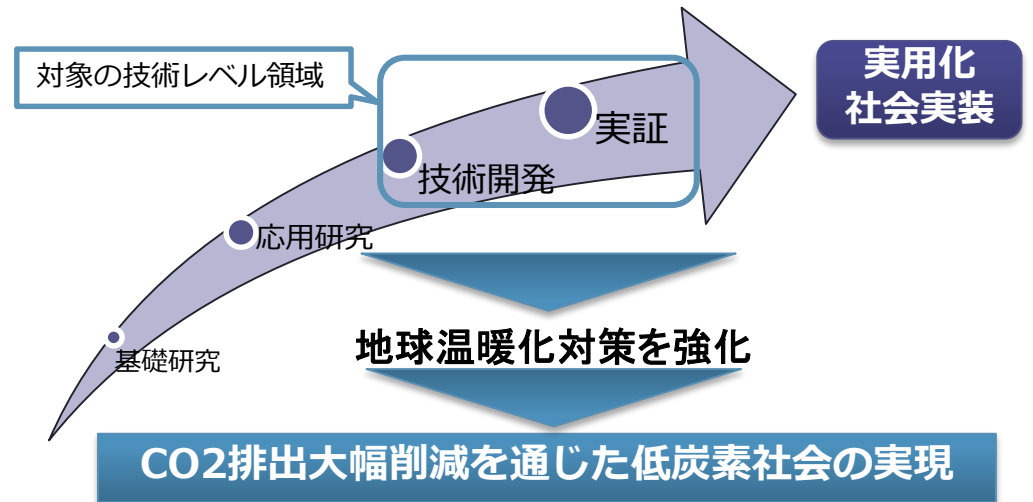 対象の技術レベル領域
実用化
社会実装
実証
技術開発
応用研究
基礎研究
地球温暖化対策を強化
CO2排出大幅削減を通じた低炭素社会の実現